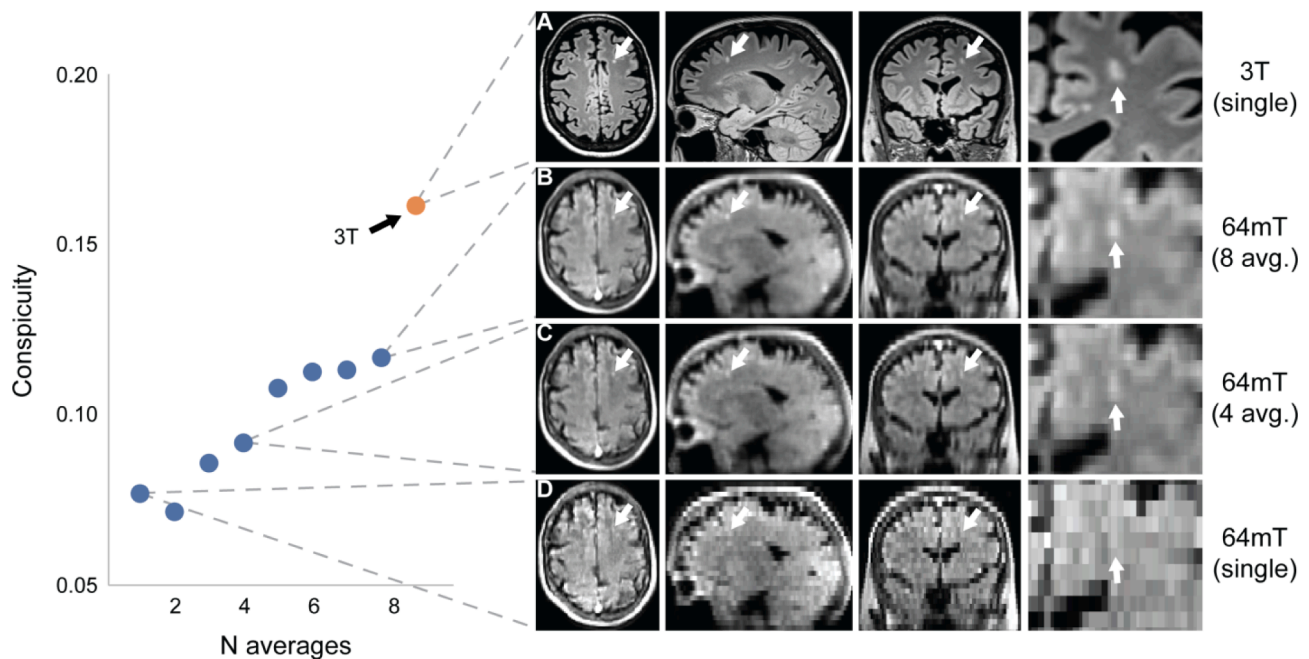 0.20
0.15
0.10
0.05
Conspicuity
3T
2 4 6 8
N averages
A
3T
(single)
B
64mT
(8 avg.)
C
64mT
(4 avg.)
D
64mT
(single)